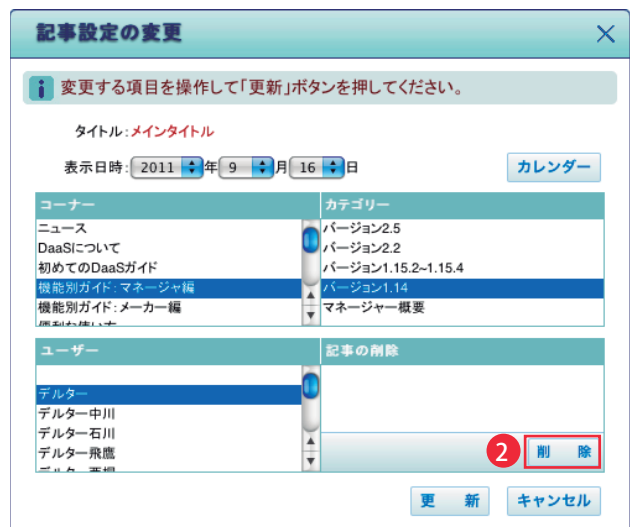 記事設定の変更
変更する項目を操作して「更新」ボタンを押してください。
タイトル:メインタイトル
表示日時: 2011 年 9 月 16 日 カレンダー
コーナー
ニュース
DaaSについて
初めてのDaaSガイド
機能別ガイド:マネージャ編
機能別ガイド:メーカー編
カテゴリー
バージョン2.5
バージョン2.2
バージョン1.15.2~1.15.4
バージョン1.14
マネージャー概要
ユーザー
デルター
デルター中川
デルター石川
デルター飛鷹
記事の削除
2 削 除
更 新 キャンセル